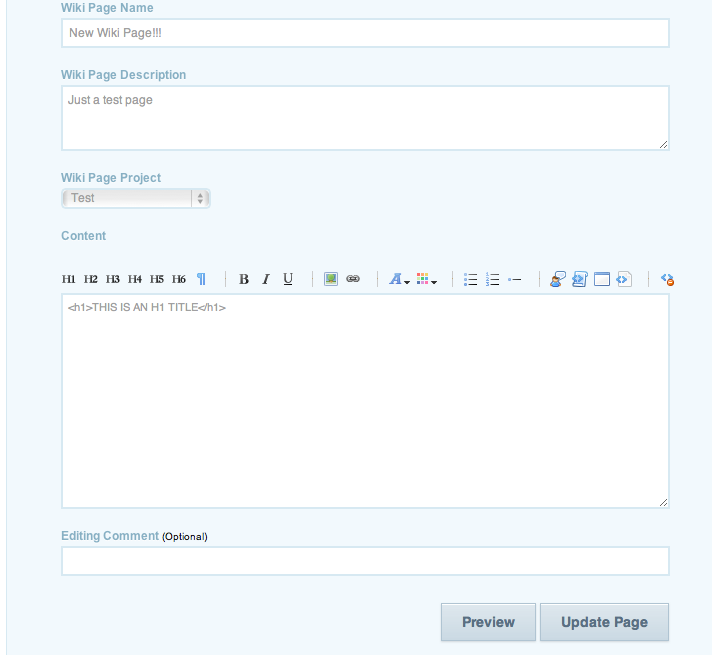 Wiki Page Name
New Wiki Page!!!
Wiki Page Description
Just a test page
Wiki Page Project
Test
Content
H1 H2 H3 H4 H5 H6 ¶ B I U A
<h1>THIS IS AN H1 TITLE</h1>
Editing Comment (Optional)
Preview Update Page